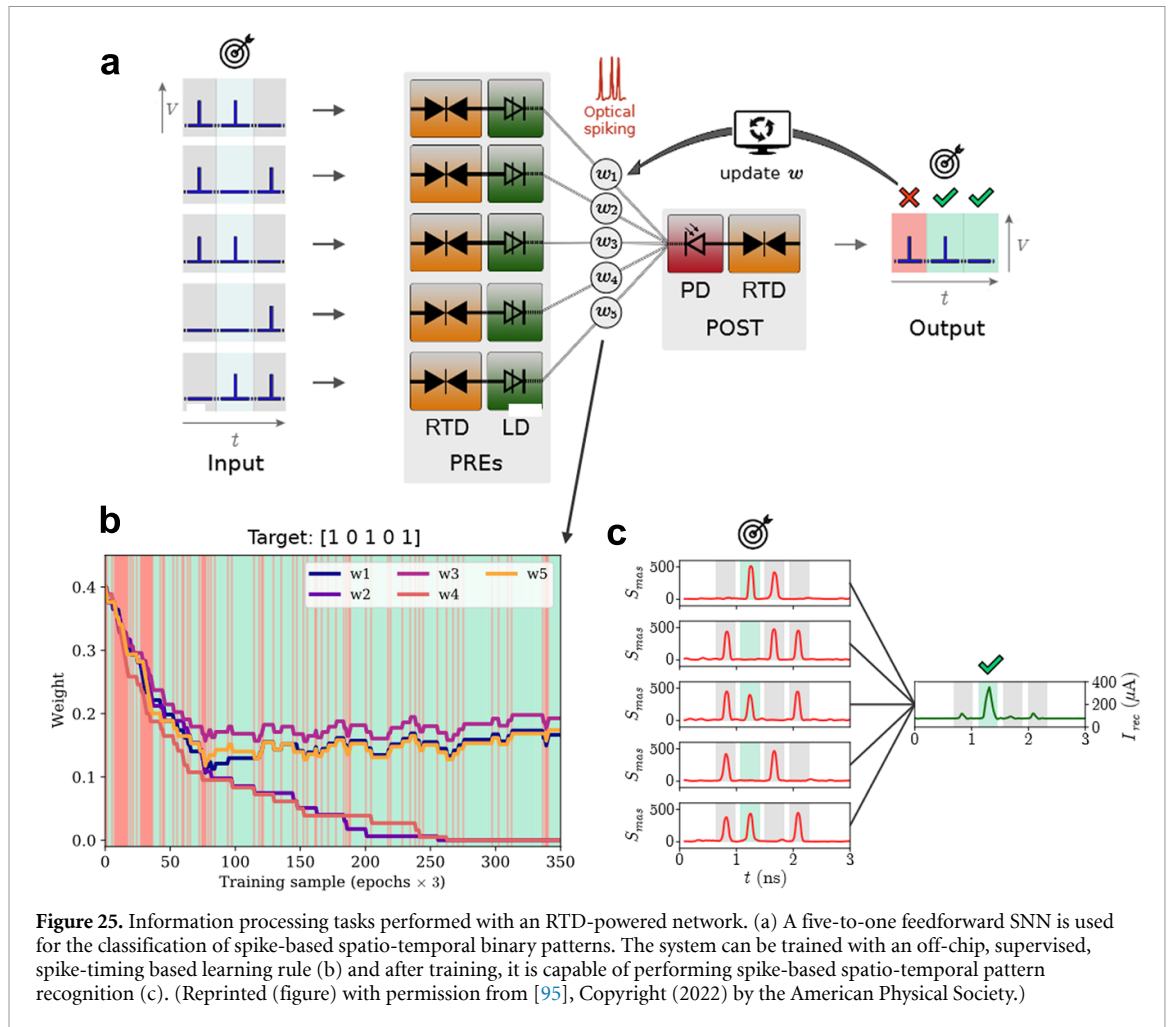 a
V
t
Input
RTD
LD
PREs
Optical
spiking
w1
w2
w3
w4
w5
update w
PD
RTD
POST
V
t
Output
b
Target: [1 0 1 0 1]
w1
w3
w5
w2
w4
Weight
0.4
0.3
0.2
0.1
0.0
0
50
100
150
200
250
300
350
Training sample (epochs × 3)
c
Smas
500
0
Smas
500
0
Smas
500
0
Smas
500
0
Smas
500
0
0
1
2
3
t (ns)
400
200
0
Irec (μA)
0
1
2
3
Figure 25. Information processing tasks performed with an RTD-powered network. (a) A five-to-one feedforward SNN is used
for the classification of spike-based spatio-temporal binary patterns. The system can be trained with an off-chip, supervised,
spike-timing based learning rule (b) and after training, it is capable of performing spike-based spatio-temporal pattern
recognition (c). (Reprinted (figure) with permission from [95], Copyright (2022) by the American Physical Society.)